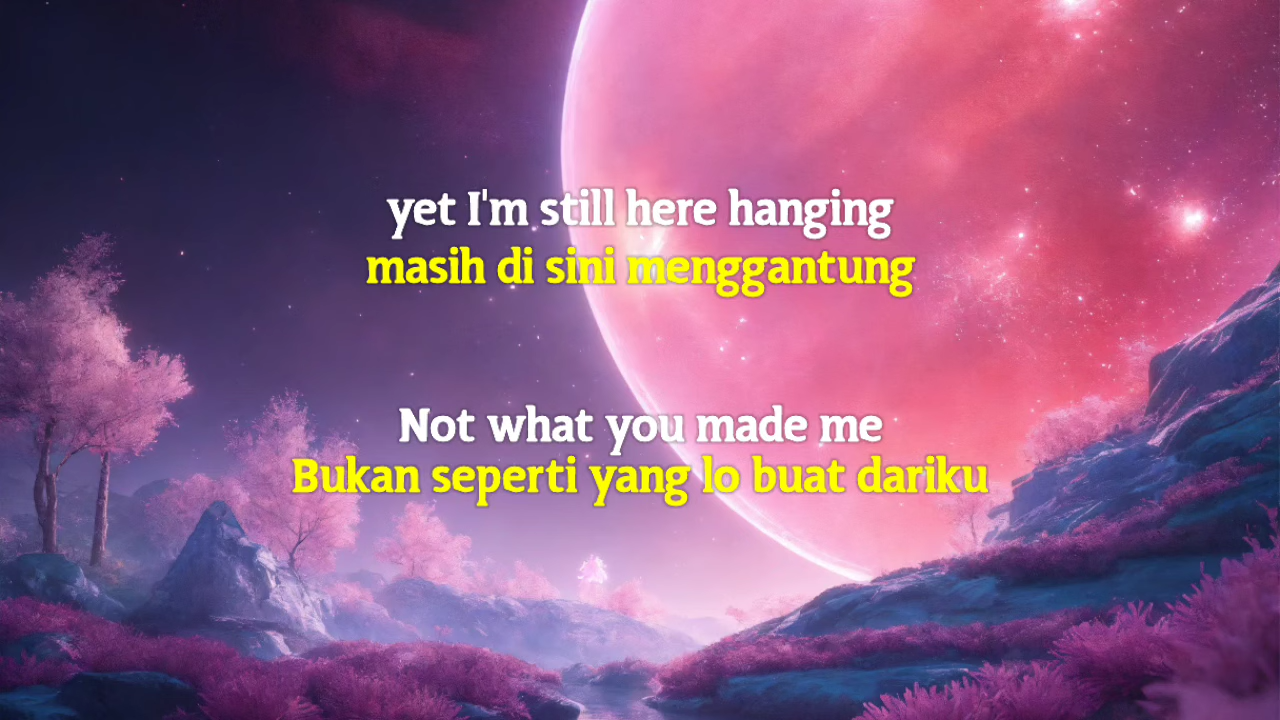 yet I'm still here hanging
masih di sini menggantung
Not what you made me
Bukan seperti yang lo buat dariku